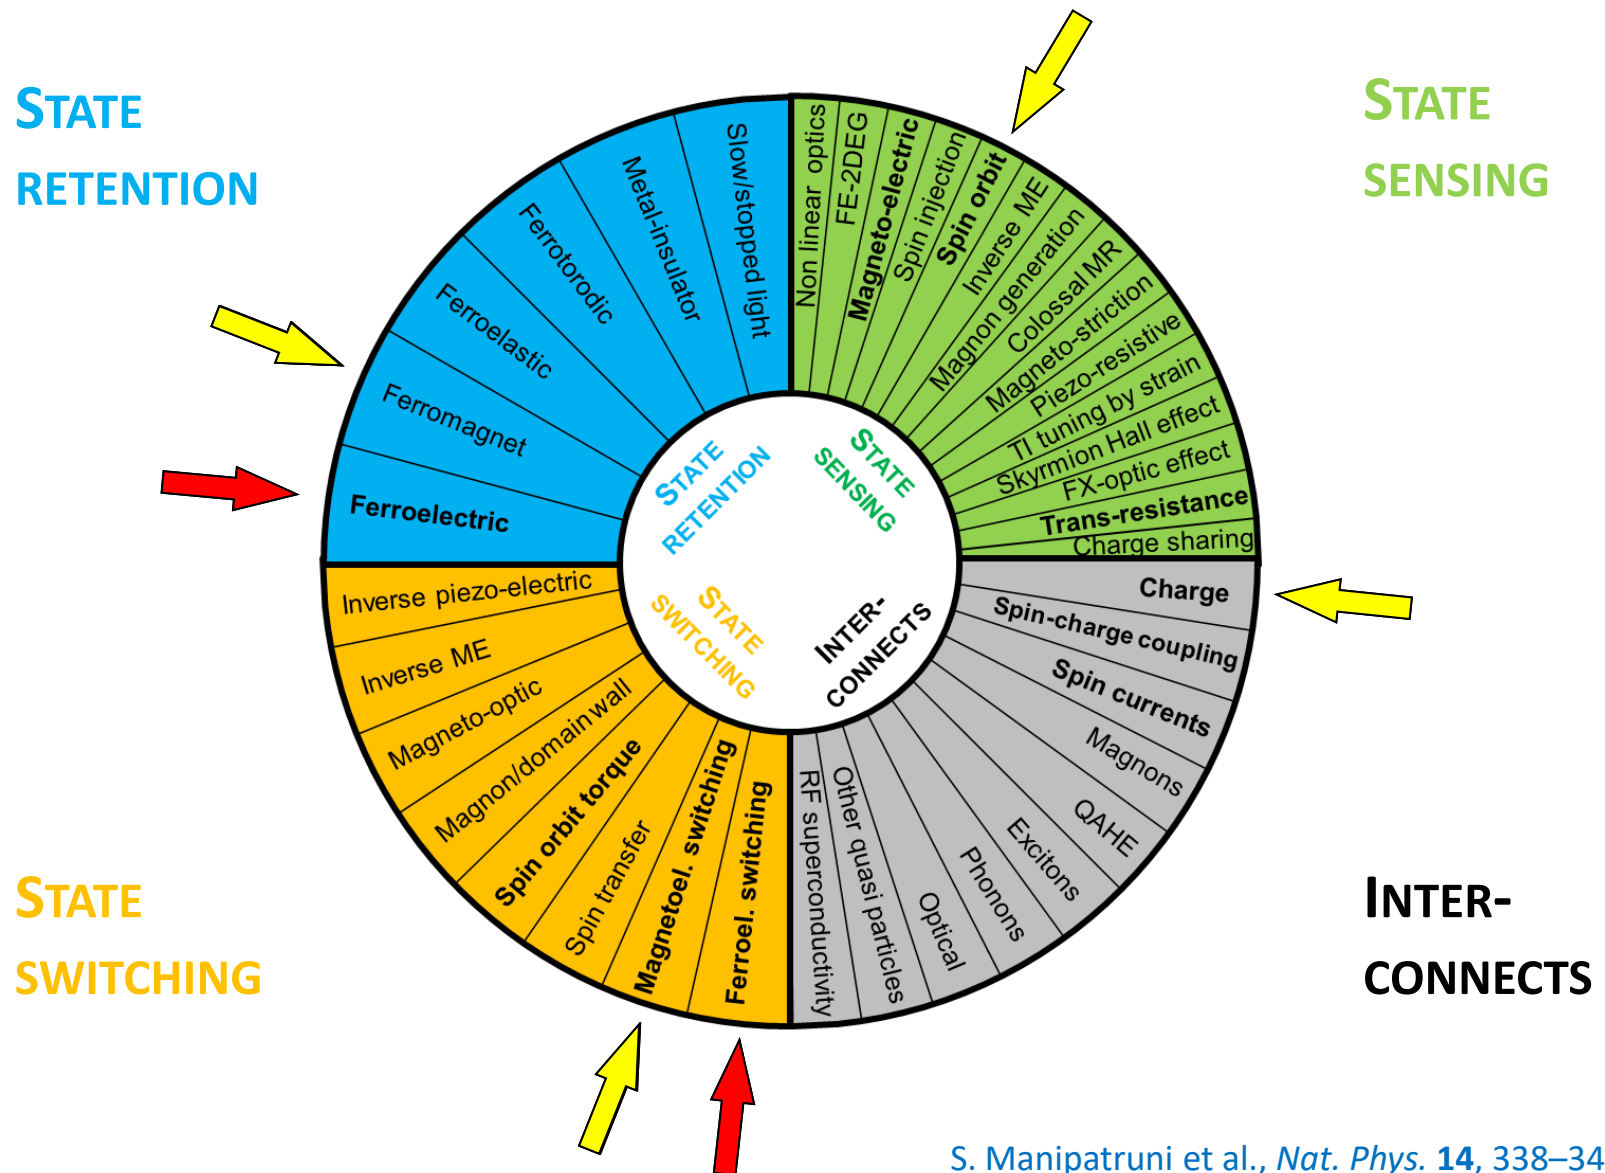 STATE
RETENTION
STATE
SENSING
Slow/stopped light
Metal-insulator
Ferrotorodic
Ferroelastic
Ferromagnet
Ferroelectric
Non linear optics
FE-2DEG
Magneto-electric
Spin injection
Spin orbit
Inverse ME
Magnon generation
Colossal MR
Magneto-striction
Piezo-resistive
TI tuning by strain
Skyrmion Hall effect
FX-optic effect
Trans-resistance
Charge sharing
STATE
RETENTION
STATE
SENSING
STATE
SWITCHING
INTER-
CONNECTS
Inverse piezo-electric
Inverse ME
Magneto-optic
Magnon/domain wall
Spin orbit torque
Spin transfer
Magnetoel. switching
Ferroel. switching
Charge
Spin-charge coupling
Spin currents
Magnons
QAHE
Excitons
Phonons
Optical
Other quasi particles
RF superconductivity
STATE
SWITCHING
INTER-
CONNECTS
S. Manipatruni et al., Nat. Phys. 14, 338–34